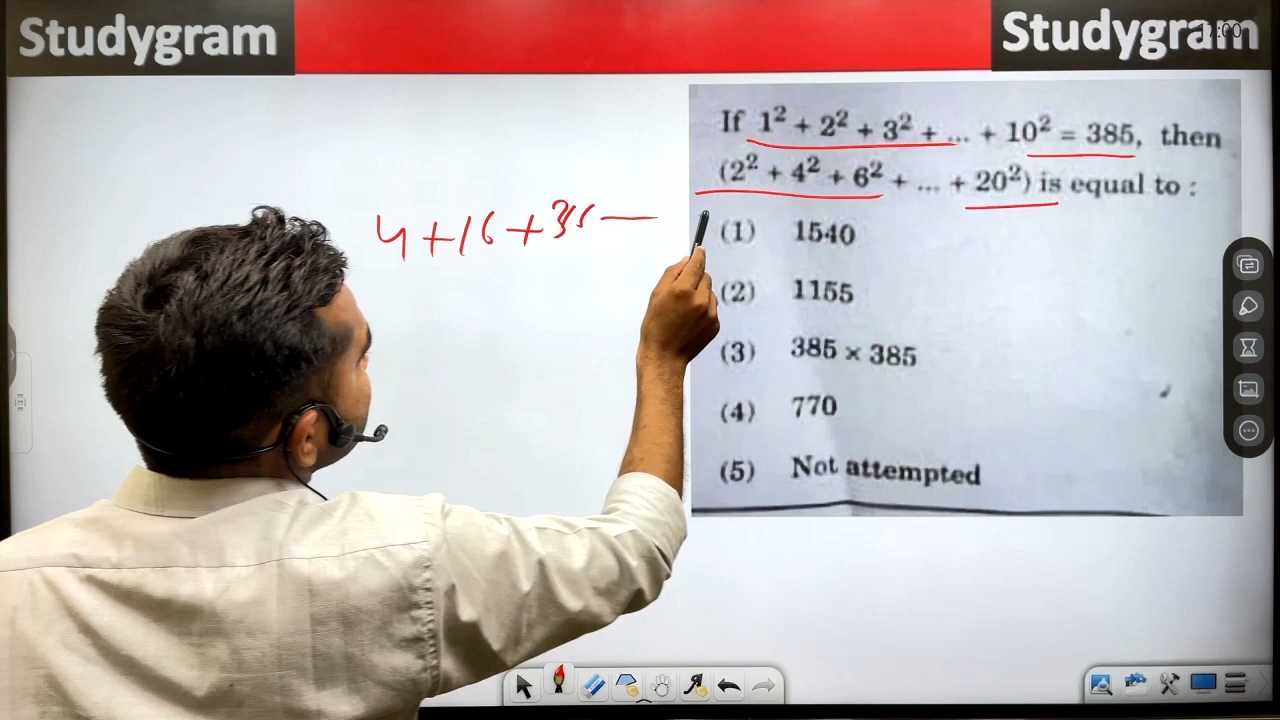 Studygram
Studygram
If 1² + 2² + 3² + ... + 10² = 385, then
(2² + 4² + 6² + ... + 20²) is equal to :
4 + 16 + 36 —
(1) 1540
(2) 1155
(3) 385 × 385
(4) 770
(5) Not attempted